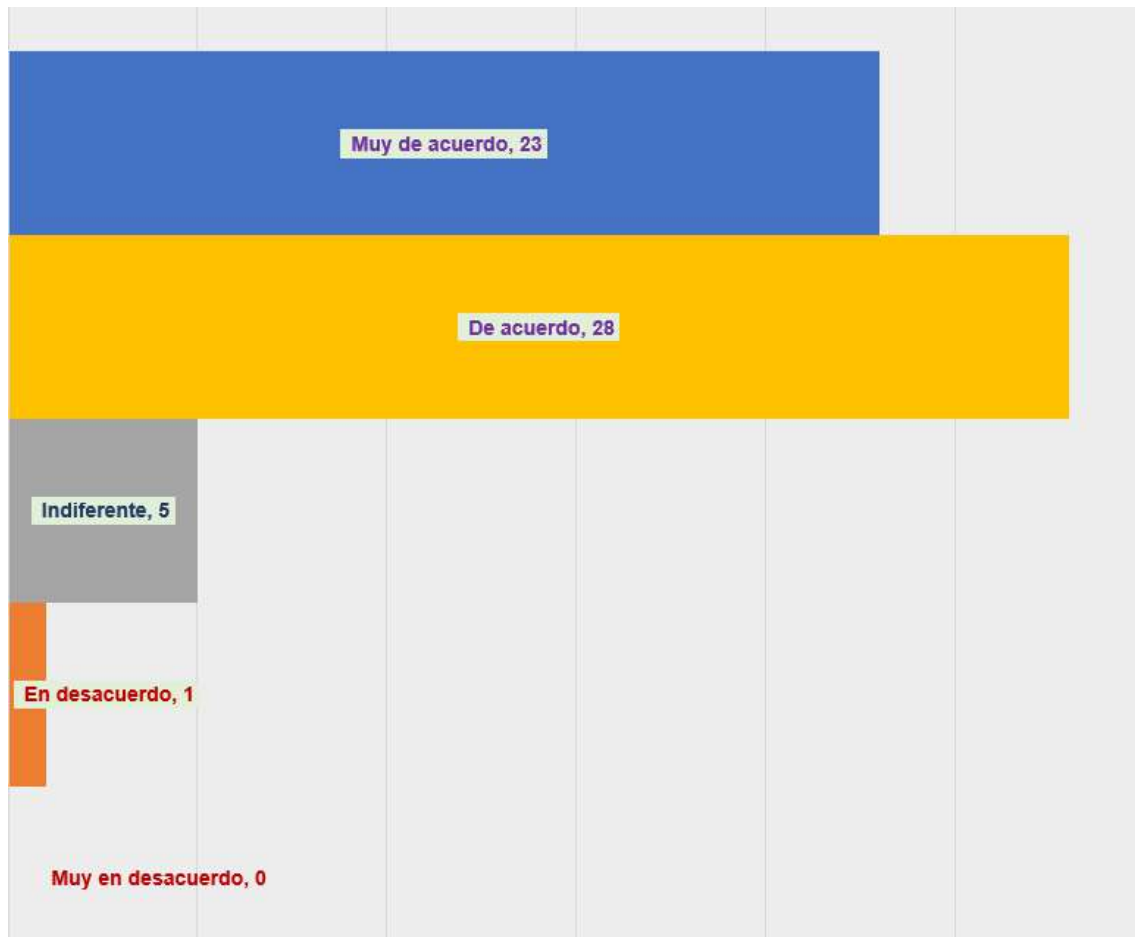 Muy de acuerdo, 23
De acuerdo, 28
Indiferente, 5
En desacuerdo, 1
Muy en desacuerdo, 0